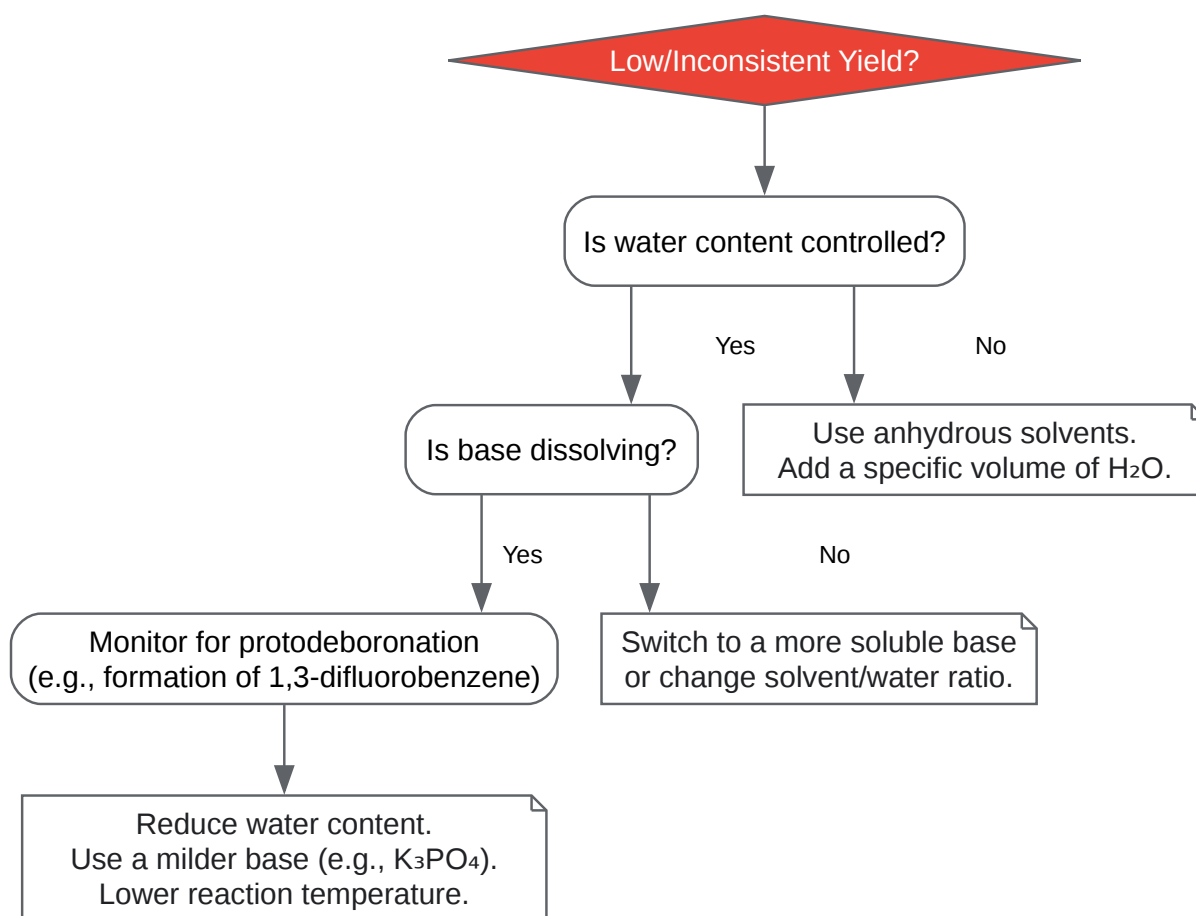 Low/Inconsistent Yield?
Is water content controlled?
Yes
No
Is base dissolving?
Use anhydrous solvents.
Add a specific volume of H₂O.
Yes
No
Monitor for protodeboronation
(e.g., formation of 1,3-difluorobenzene)
Switch to a more soluble base
or change solvent/water ratio.
Reduce water content.
Use a milder base (e.g., K₃PO₄).
Lower reaction temperature.